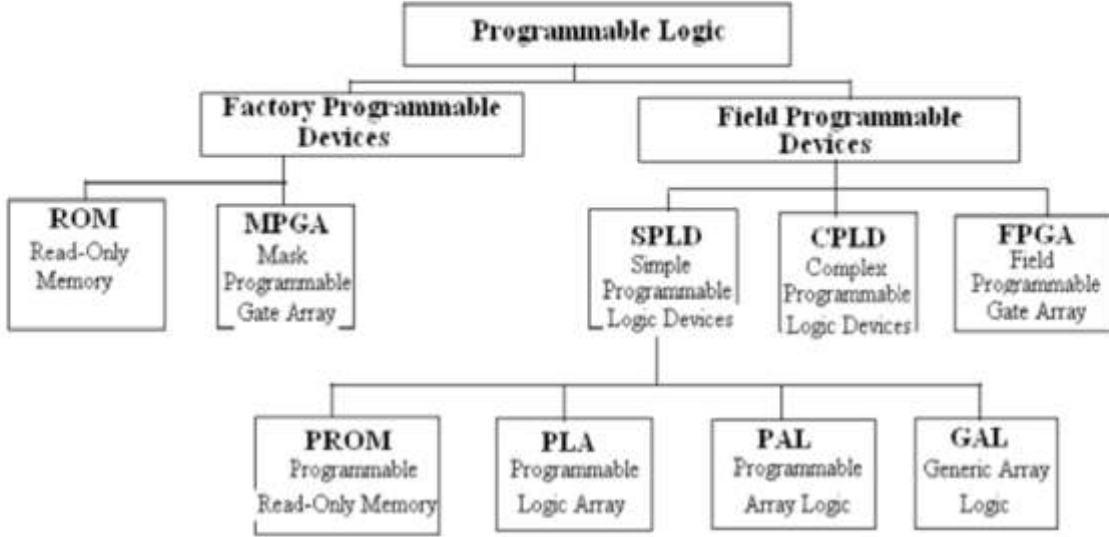 Programmable Logic
Factory Programmable
Devices
Field Programmable
Devices
ROM
Read-Only
Memory
MPGA
Mask
Programmable
Gate Array
SPLD
Simple
Programmable
Logic Devices
CPLD
Complex
Programmable
Logic Devices
FPGA
Field
Programmable
Gate Array
PROM
Programmable
Read-Only Memory
PLA
Programmable
Logic Array
PAL
Programmable
Array Logic
GAL
Generic Array
Logic